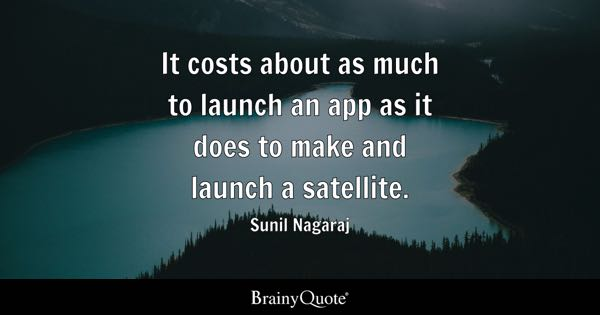 It costs about as much
to launch an app as it
does to make and
launch a satellite.
Sunil Nagaraj
BrainyQuote®